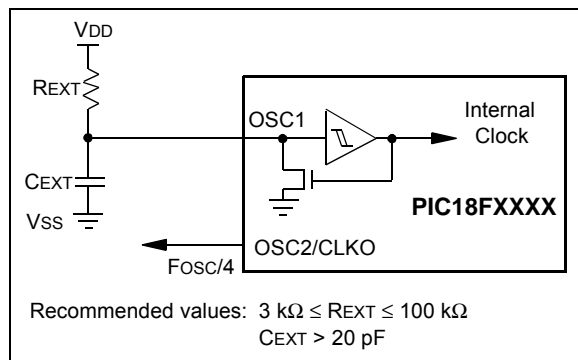 VDD
REXT
OSC1
Internal
Clock
CEXT
PIC18FXXXX
VSS
OSC2/CLKO
FOSC/4
Recommended values: 3 kΩ ≤ REXT ≤ 100 kΩ
CEXT > 20 pF